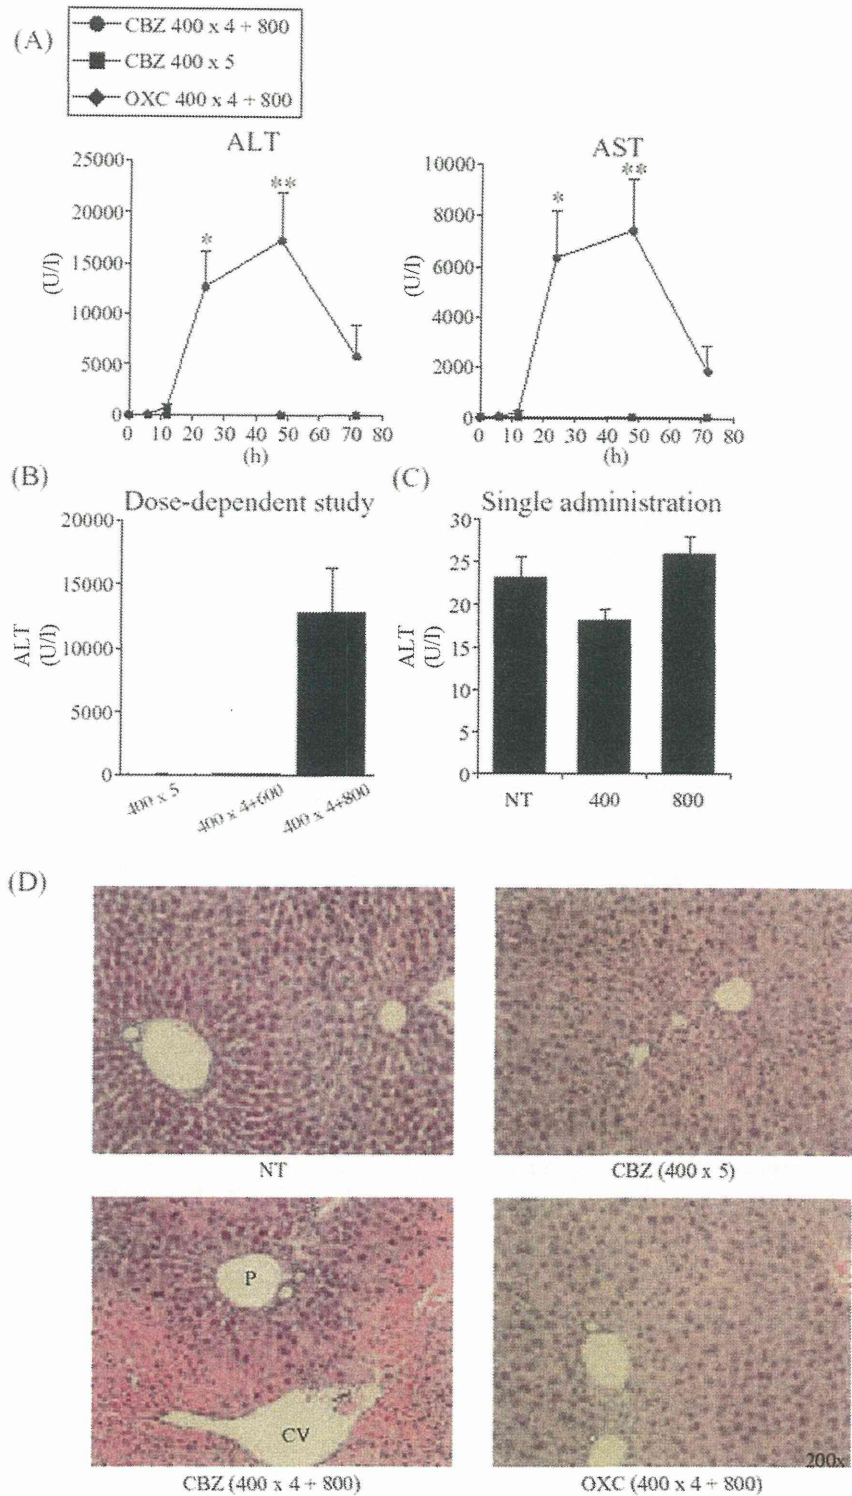 (A)
CBZ 400 x 4 + 800
CBZ 400 x 5
OXC 400 x 4 + 800
ALT
25000
20000
15000
10000
5000
0
(U/l)
* **
0 10 20 30 40 50 60 70 80
(h)
AST
10000
8000
6000
4000
2000
0
(U/l)
* **
0 10 20 30 40 50 60 70 80
(h)
(B)
Dose-dependent study
20000
15000
10000
5000
0
ALT
(U/l)
400 x 5
400 x 4+600
400 x 4+800
(C)
Single administration
30
25
20
15
10
5
0
ALT
(U/l)
NT 400 800
(D)
NT
CBZ (400 x 5)
P
CV
CBZ (400 x 4 + 800)
200x
OXC (400 x 4 + 800)